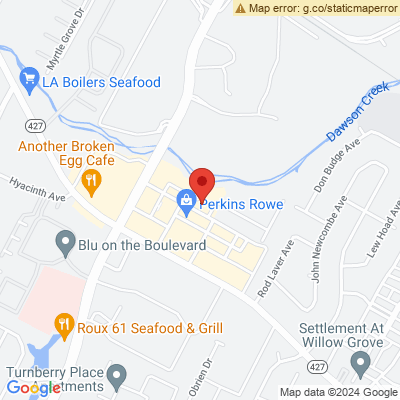 Map error: g.co/staticmaperror
Myrtle Grove Dr
LA Boilers Seafood
Dawson Creek
427
Another Broken
Egg Cafe
Hyacinth Ave
Don Budge Ave
Perkins Rowe
John Newcombe Ave
Lew Hoad Ave
Blu on the Boulevard
Rod Laver Ave
Roux 61 Seafood & Grill
Settlement At
Willow Grove
427
Obrien Dr
Turnberry Place
Apartments
Google
Map data ©2024 Google